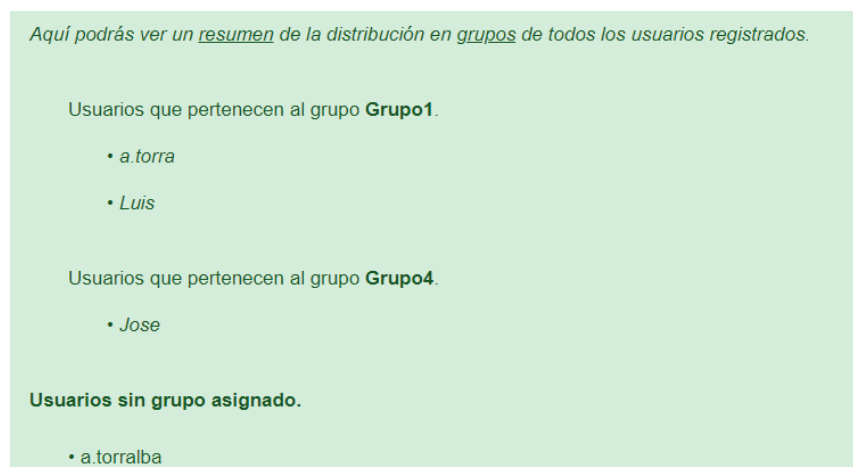 Aquí podrás ver un resumen de la distribución en grupos de todos los usuarios registrados.
Usuarios que pertenecen al grupo Grupo1.
• a.torra
• Luis
Usuarios que pertenecen al grupo Grupo4.
• Jose
Usuarios sin grupo asignado.
• a.torralba